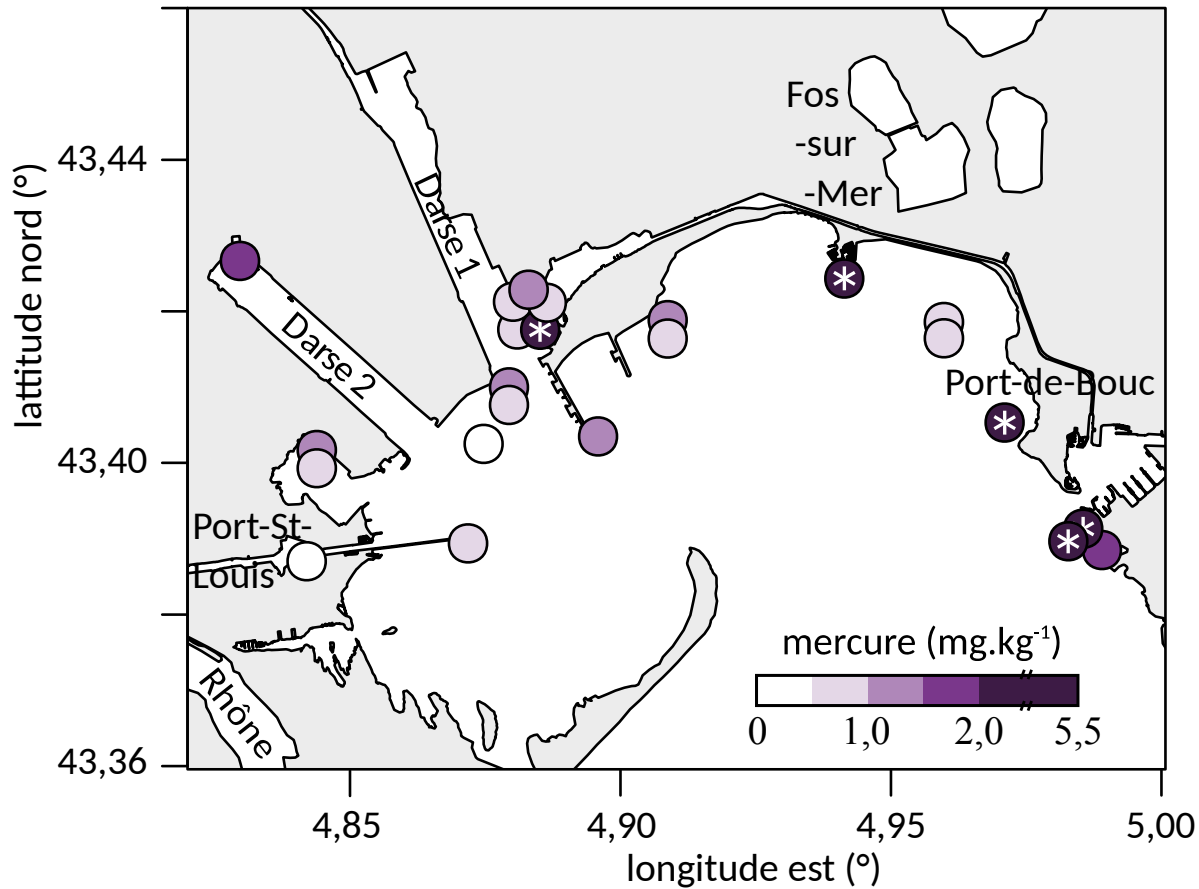 Fos
-sur
-Mer
43,44
Darse 1
lattitude nord (°)
Darse 2
Port-de-Bouc
43,40
Port-St-
Louis
mercure (mg.kg-1)
0 1,0 2,0 5,5
Rhône
43,36
4,85 4,90 4,95 5,00
longitude est (°)